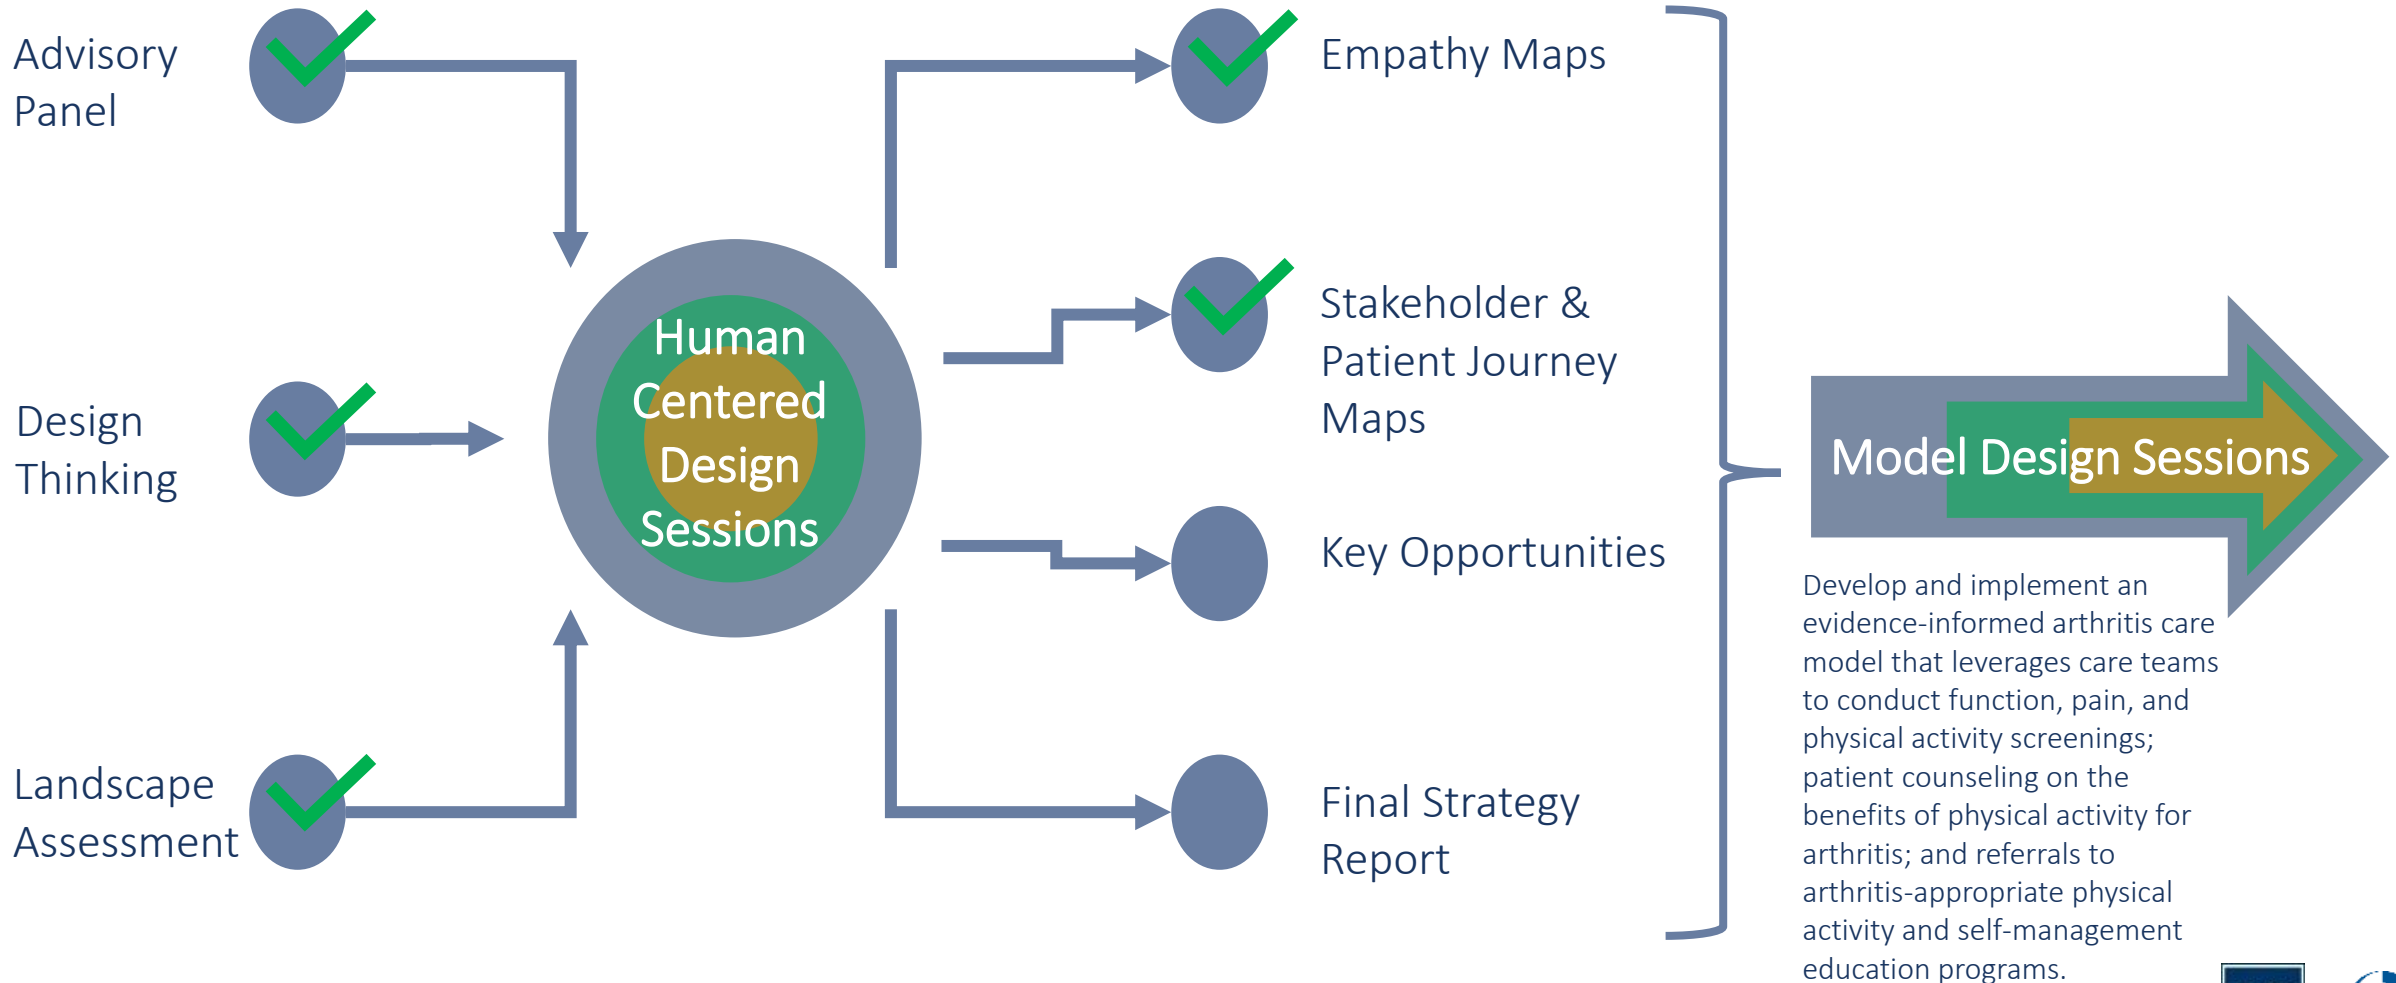 Advisory
Panel
Design
Thinking
Landscape
Assessment
Human
Centered
Design
Sessions
Empathy Maps
Stakeholder &
Patient Journey
Maps
Key Opportunities
Final Strategy
Report
Model Design Sessions
Develop and implement an
evidence-informed arthritis care
model that leverages care teams
to conduct function, pain, and
physical activity screenings;
patient counseling on the
benefits of physical activity for
arthritis; and referrals to
arthritis-appropriate physical
activity and self-management
education programs.